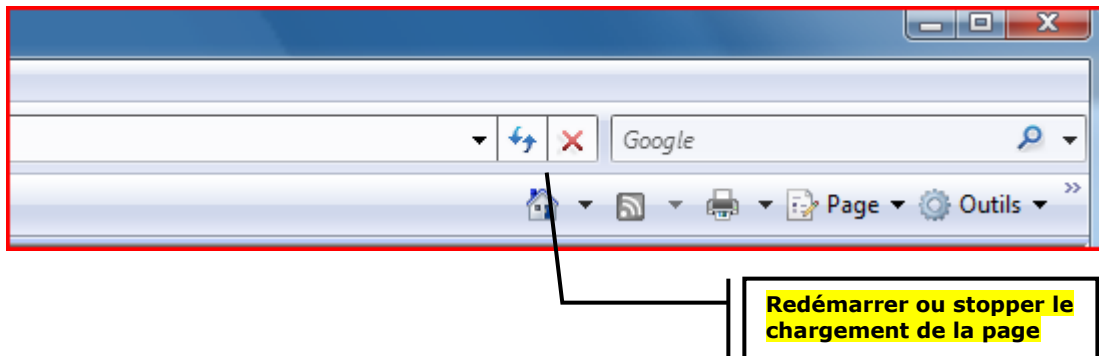 Google
Page Outils
Redémarrer ou stopper le
chargement de la page